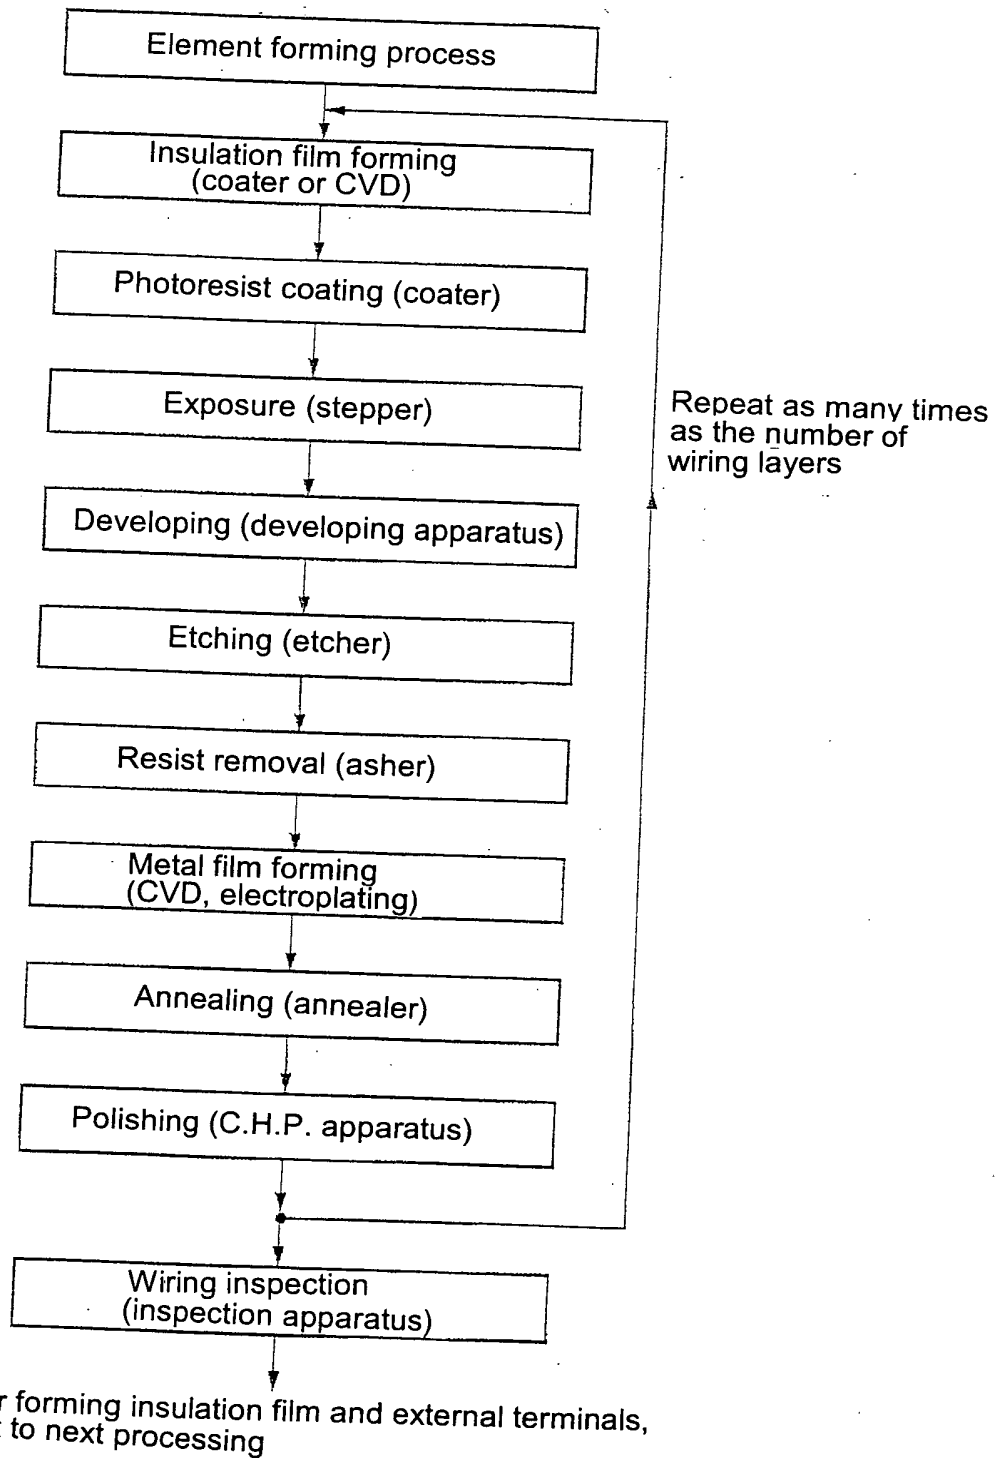 Element forming process
Insulation film forming
(coater or CVD)
Photoresist coating (coater)
Exposure (stepper)
Repeat as many times
as the number of
wiring layers
Developing (developing apparatus)
Etching (etcher)
Resist removal (asher)
Metal film forming
(CVD, electroplating)
Annealing (annealer)
Polishing (C.H.P. apparatus)
Wiring inspection
(inspection apparatus)
forming insulation film and external terminals,
to next processing